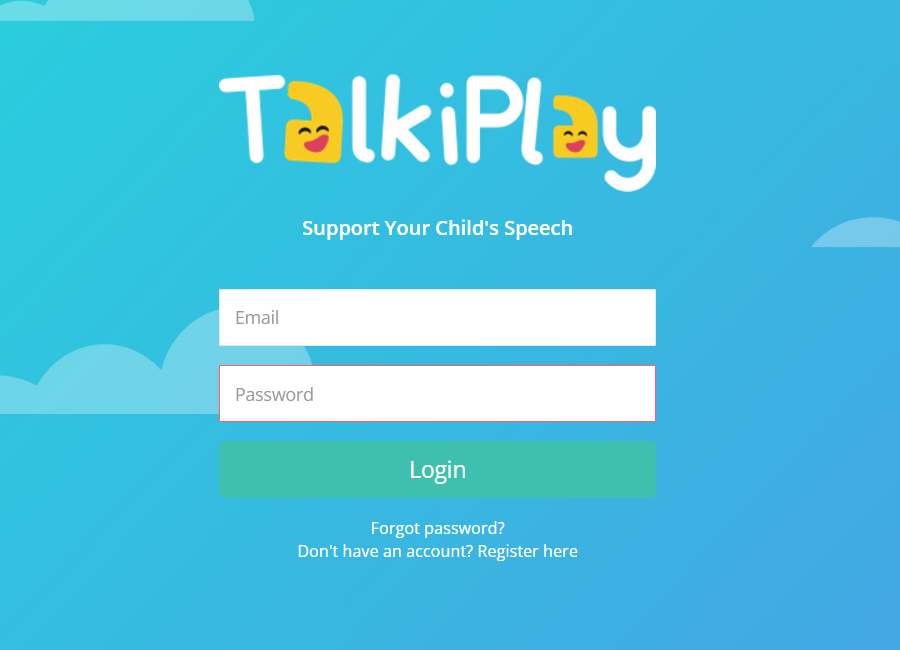 TalkiPlay
Support Your Child's Speech
Email
Password
Login
Forgot password?
Don't have an account? Register here